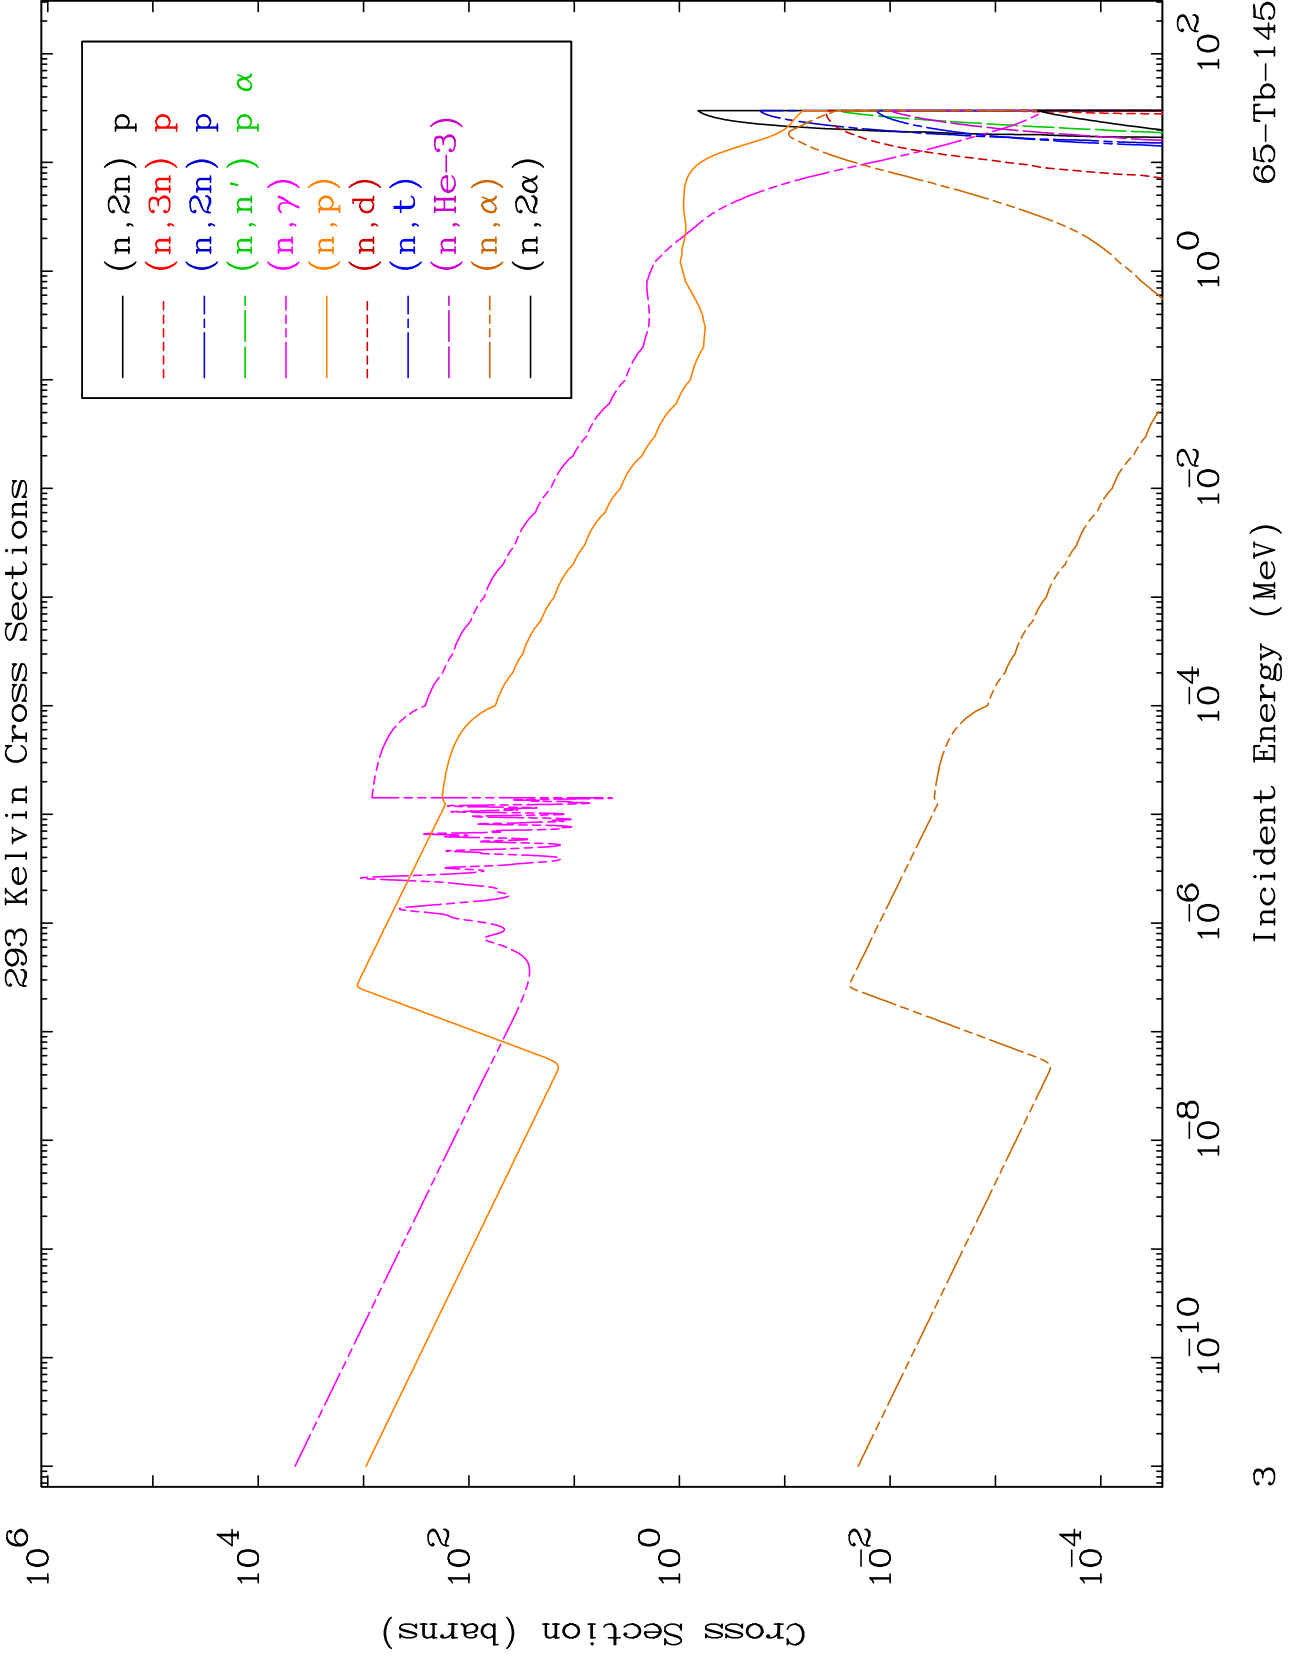 293 Kelvin Cross Sections
(n,2n) p
(n,3n) p
(n,2n) p
(n,n') p α
(n,γ)
(n,p)
(n,d)
(n,t)
(n,He-3)
(n,α)
(n,2α)
10^6
10^4
10^2
10^0
10^-2
10^-4
Cross Section (barns)
10^-10
10^-8
10^-6
10^-4
10^-2
10^0
10^2
Incident Energy (MeV)
3
65-Tb-145